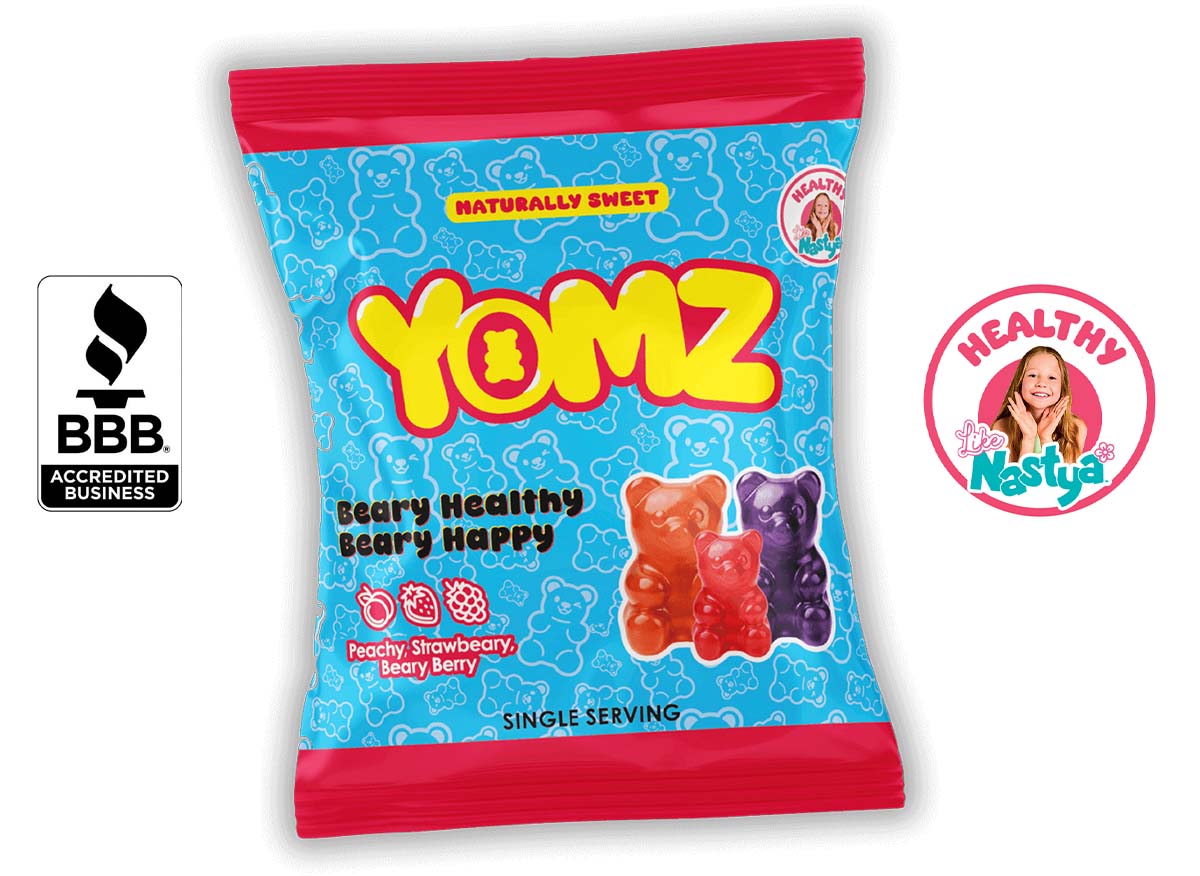 NATURALLY SWEET
HEALTHY
Like
Nastya
YOMZ
BBB®
ACCREDITED
BUSINESS
HEALTHY
Like
Nastya™
Beary Healthy
Beary Happy
Peachy, Strawbeary,
Beary Berry
SINGLE SERVING